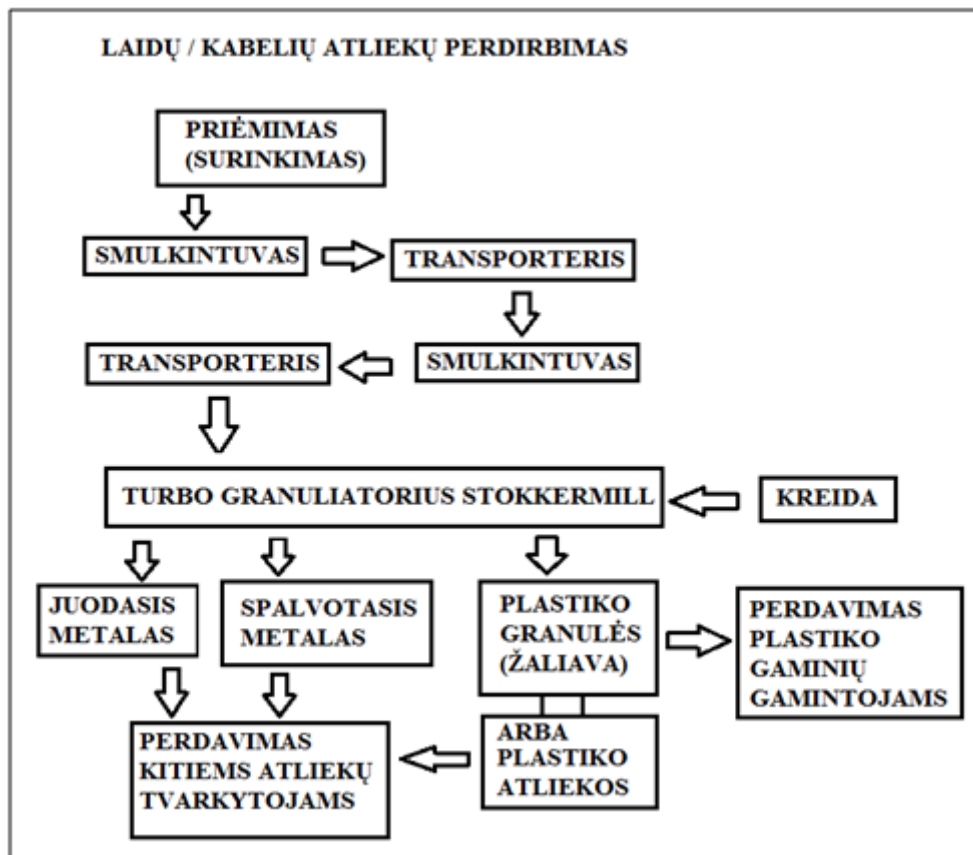 LAIDŲ / KABELIŲ ATLIEKŲ PERDIRBIMAS
PRIĖMIMAS
(SURINKIMAS)
SMULKINTUVAS
TRANSPORTERIS
TRANSPORTERIS
SMULKINTUVAS
TURBO GRANULIATORIUS STOKKERMILL
KREIDA
JUODASIS
METALAS
SPALVOTASIS
METALAS
PLASTIKO
GRANULĖS
(ŽALIAVA)
PERDAVIMAS
PLASTIKO
GAMINIŲ
GAMINTOJAMS
PERDAVIMAS
KITIEMS ATLIEKŲ
TVARKYTOJAMS
ARBA
PLASTIKO
ATLIEKOS